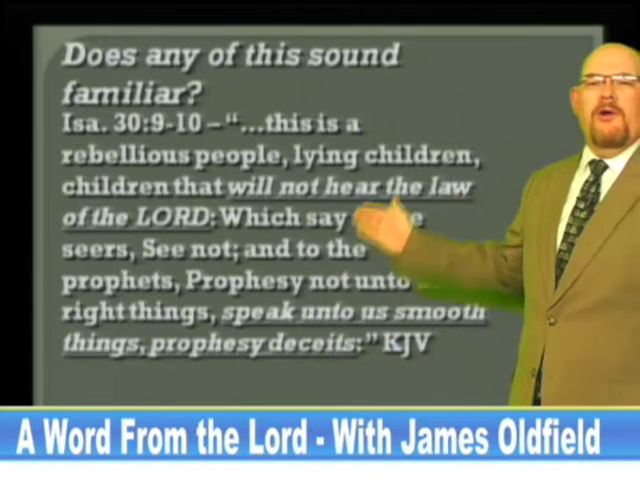 Does any of this sound
familiar?
Isa. 30:9-10 – “...this is a
rebellious people, lying children,
children that will not hear the law
of the LORD: Which say
seers, See not; and to the
prophets, Prophesy not unto
right things, speak unto us smooth
things, prophesy deceits:” KJV
A Word From the Lord - With James Oldfield